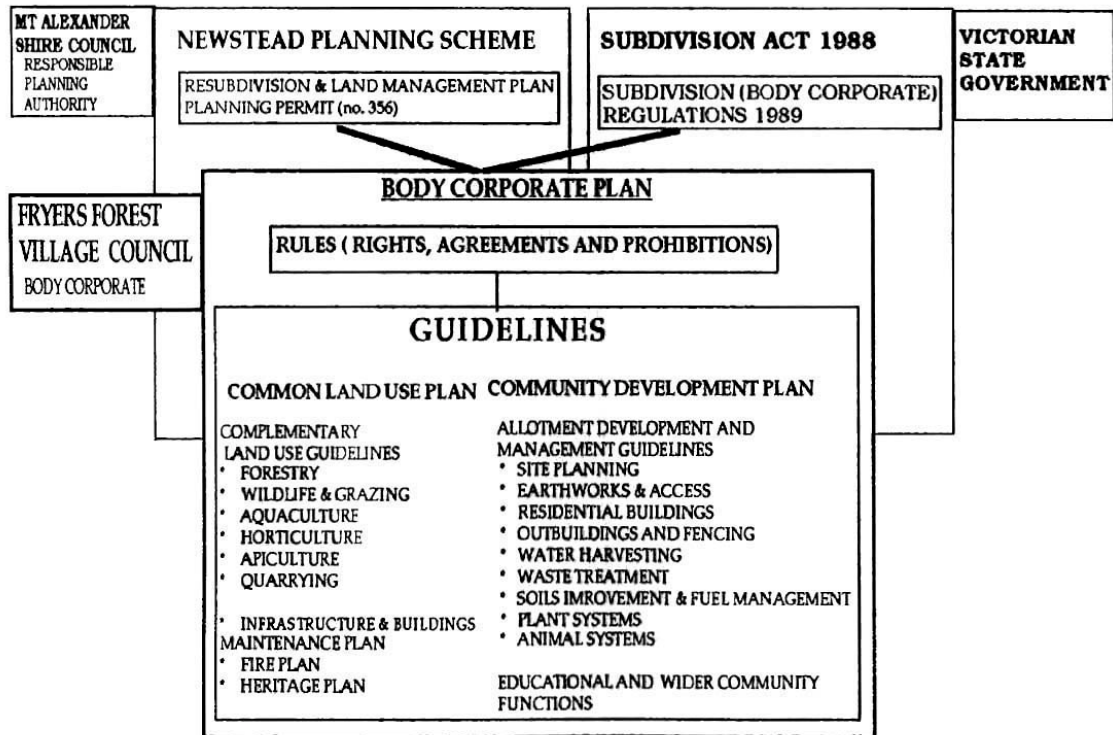 MT ALEXANDER
SHIRE COUNCIL
RESPONSIBLE
PLANNING
AUTHORITY
NEWSTEAD PLANNING SCHEME
RESUBDIVISION & LAND MANAGEMENT PLAN
PLANNING PERMIT (no. 356)
SUBDIVISION ACT 1988
SUBDIVISION (BODY CORPORATE)
REGULATIONS 1989
VICTORIAN
STATE
GOVERNMENT
FRYERS FOREST
VILLAGE COUNCIL
BODY CORPORATE
BODY CORPORATE PLAN
RULES ( RIGHTS, AGREEMENTS AND PROHIBITIONS)
GUIDELINES
COMMON LAND USE PLAN
COMPLEMENTARY
LAND USE GUIDELINES
* FORESTRY
* WILDLIFE & GRAZING
* AQUACULTURE
* HORTICULTURE
* APICULTURE
* QUARRYING
* INFRASTRUCTURE & BUILDINGS
MAINTENANCE PLAN
* FIRE PLAN
* HERITAGE PLAN
COMMUNITY DEVELOPMENT PLAN
ALLOTMENT DEVELOPMENT AND
MANAGEMENT GUIDELINES
* SITE PLANNING
* EARTHWORKS & ACCESS
* RESIDENTIAL BUILDINGS
* OUTBUILDINGS AND FENCING
* WATER HARVESTING
* WASTE TREATMENT
* SOILS IMROVEMENT & FUEL MANAGEMENT
* PLANT SYSTEMS
* ANIMAL SYSTEMS
EDUCATIONAL AND WIDER COMMUNITY
FUNCTIONS